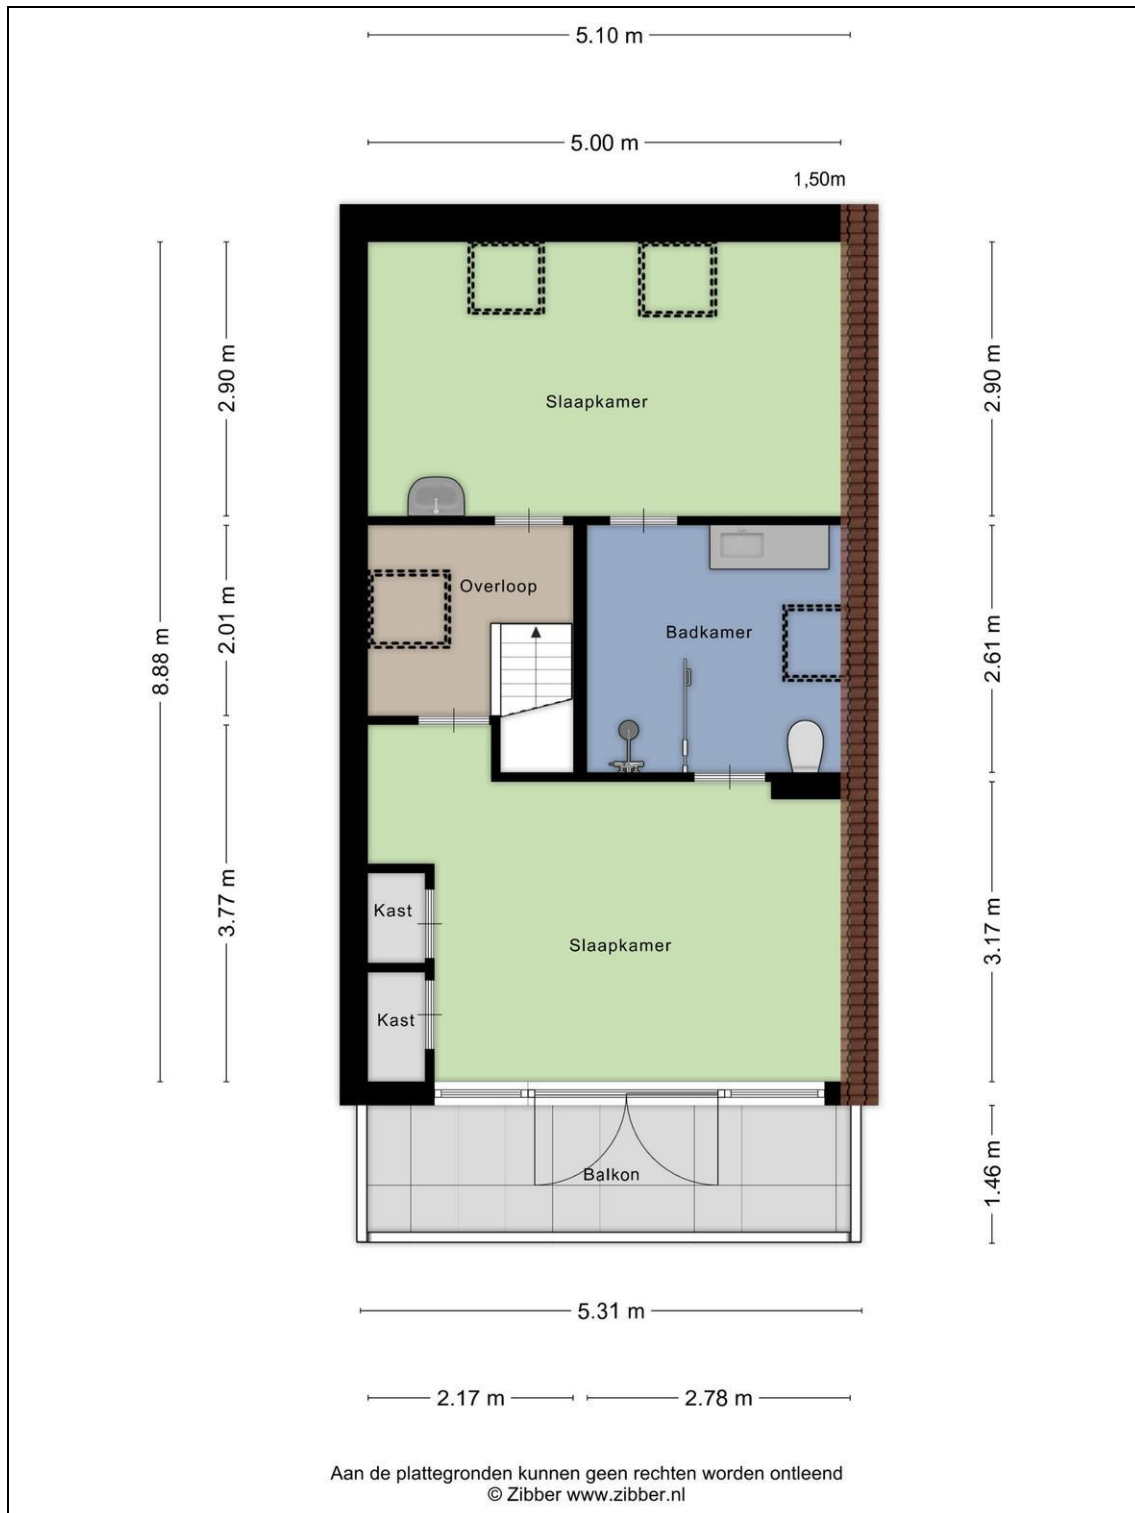 5.10 m
5.00 m
1,50m
2.90 m
2.90 m
Slaapkamer
8.88 m
2.01 m
Overloop
Badkamer
2.61 m
3.77 m
Kast
Kast
Slaapkamer
3.17 m
Balkon
1.46 m
5.31 m
2.17 m
2.78 m
Aan de plattegronden kunnen geen rechten worden ontleend
© Zibber www.zibber.nl